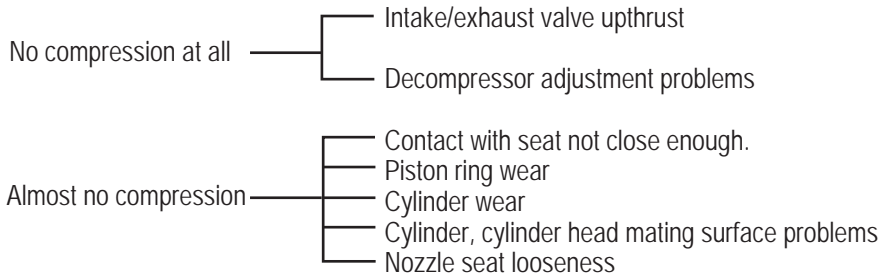 No compression at all
Intake/exhaust valve upthrust
Decompressor adjustment problems
Almost no compression
Contact with seat not close enough.
Piston ring wear
Cylinder wear
Cylinder, cylinder head mating surface problems
Nozzle seat looseness